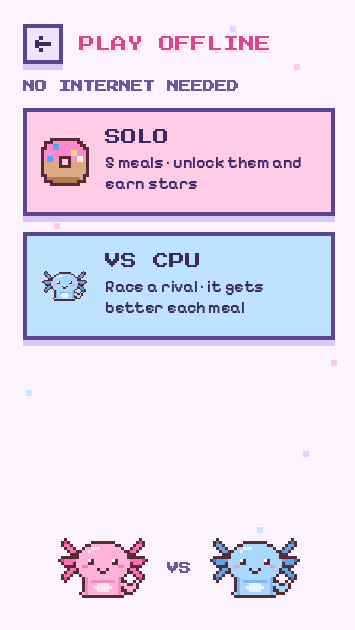 PLAY OFFLINE
NO INTERNET NEEDED
SOLO
8 meals · unlock them and
earn stars
VS CPU
Race a rival · it gets
better each meal
VS